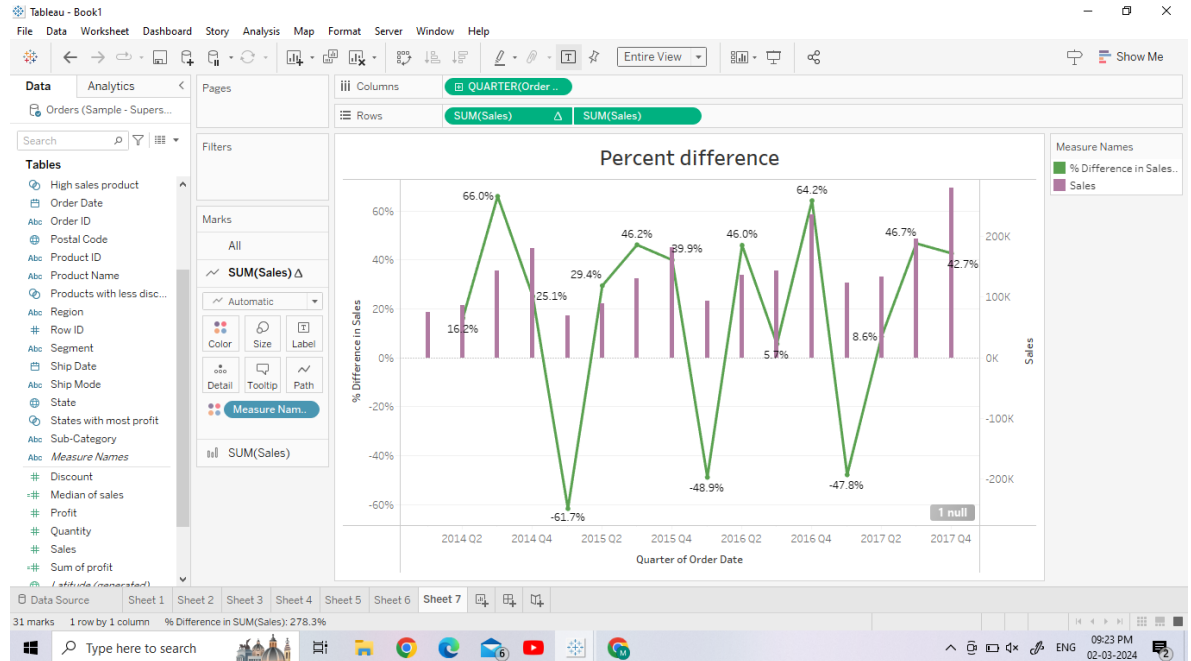 Tableau - Book1
File Data Worksheet Dashboard Story Analysis Map Format Server Window Help
Entire View
Show Me
Data Analytics
Orders (Sample - Supers...
Search
Tables
High sales product
Order Date
Abc Order ID
Postal Code
Abc Product ID
Abc Product Name
Products with less disc...
Abc Region
# Row ID
Abc Segment
Ship Date
Abc Ship Mode
State
States with most profit
Abc Sub-Category
Abc Measure Names
# Discount
=# Median of sales
# Profit
# Quantity
# Sales
=# Sum of profit
Latitude (generated)
Pages
Filters
Marks
All
SUM(Sales) Δ
Automatic
Color Size Label
Detail Tooltip Path
Measure Nam..
SUM(Sales)
Columns
QUARTER(Order ..
Rows
SUM(Sales) Δ SUM(Sales)
Percent difference
% Difference in Sales
60%
40%
20%
0%
-20%
-40%
-60%
66.0%
16.2%
25.1%
-61.7%
29.4%
46.2%
39.9%
-48.9%
46.0%
5.7%
64.2%
-47.8%
8.6%
46.7%
42.7%
1 null
200K
100K
0K
-100K
-200K
Sales
2014 Q2 2014 Q4 2015 Q2 2015 Q4 2016 Q2 2016 Q4 2017 Q2 2017 Q4
Quarter of Order Date
Measure Names
% Difference in Sales..
Sales
Data Source Sheet 1 Sheet 2 Sheet 3 Sheet 4 Sheet 5 Sheet 6 Sheet 7
31 marks 1 row by 1 column % Difference in SUM(Sales): 278.3%
Type here to search
6
M
ENG
09:23 PM
02-03-2024
2